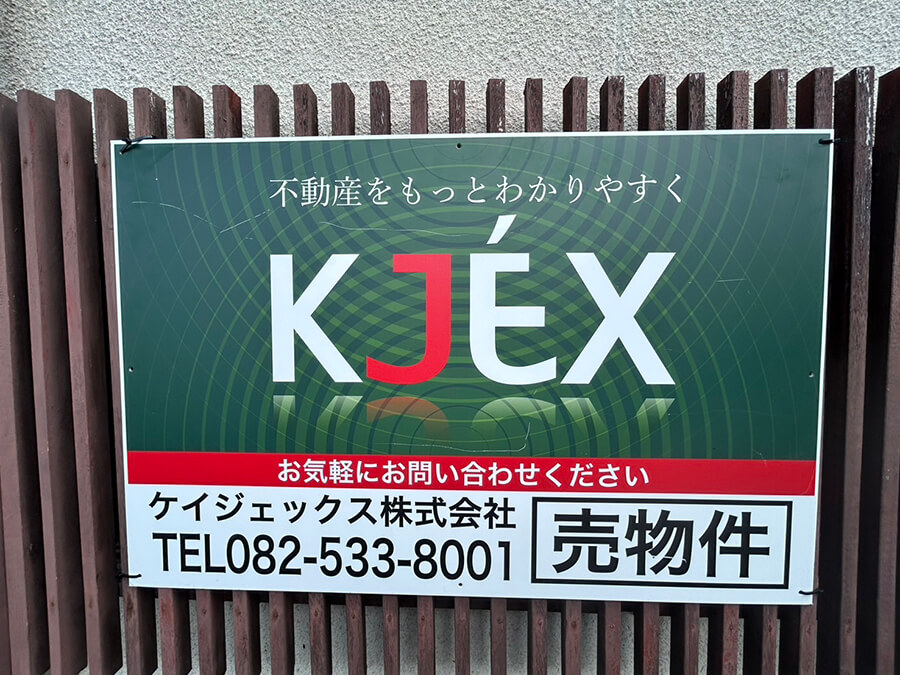 不動産をもっとわかりやすく
KJÉX
お気軽にお問い合わせください
ケイジェックス株式会社
TEL082-533-8001
売物件